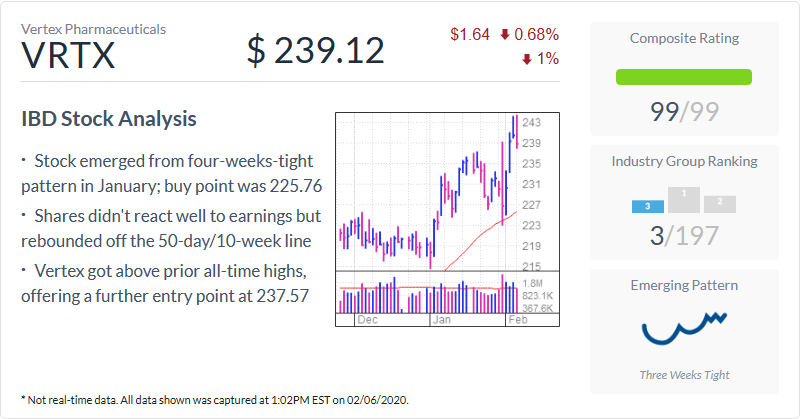 Vertex Pharmaceuticals
VRTX
$ 239.12
$1.64 0.68%
1%
IBD Stock Analysis
· Stock emerged from four-weeks-tight
pattern in January; buy point was 225.76
· Shares didn't react well to earnings but
rebounded off the 50-day/10-week line
· Vertex got above prior all-time highs,
offering a further entry point at 237.57
243
239
235
231
227
223
219
215
1.8M
823.1K
367.6K
Dec Jan Feb
Composite Rating
99/99
Industry Group Ranking
3 1 2
3/197
Emerging Pattern
Three Weeks Tight
* Not real-time data. All data shown was captured at 1:02PM EST on 02/06/2020.